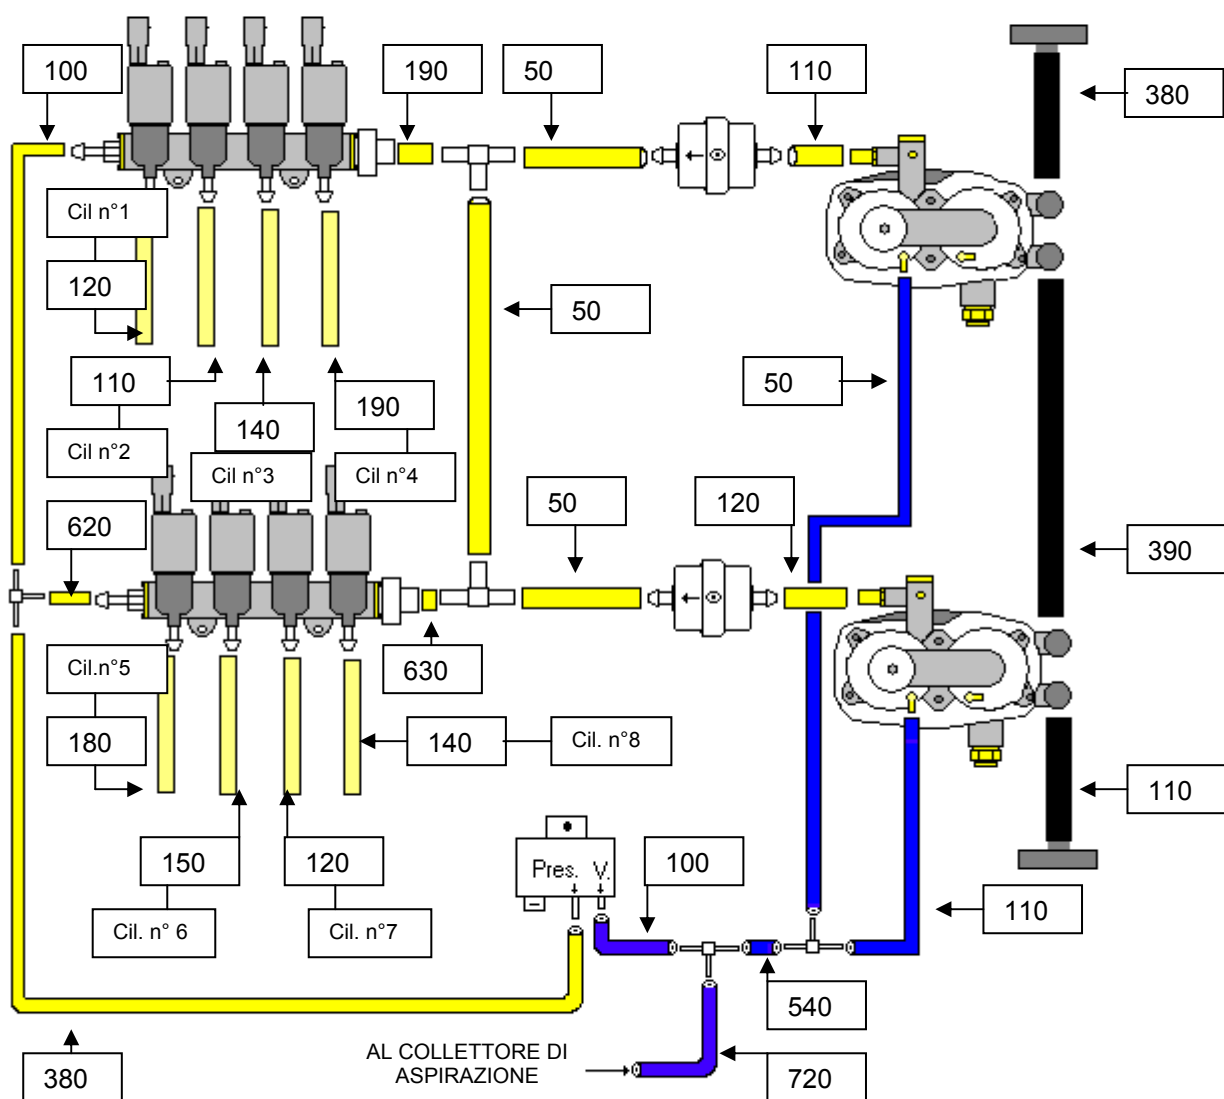 100
190
50
110
380
Cil n°1
120
50
110
140
190
50
Cil n°2
Cil n°3
Cil n°4
620
50
120
390
Cil.n°5
630
180
140
Cil. n°8
110
150
120
Pres. V.
100
110
Cil. n° 6
Cil. n°7
540
AL COLLETTORE DI
ASPIRAZIONE
380
720